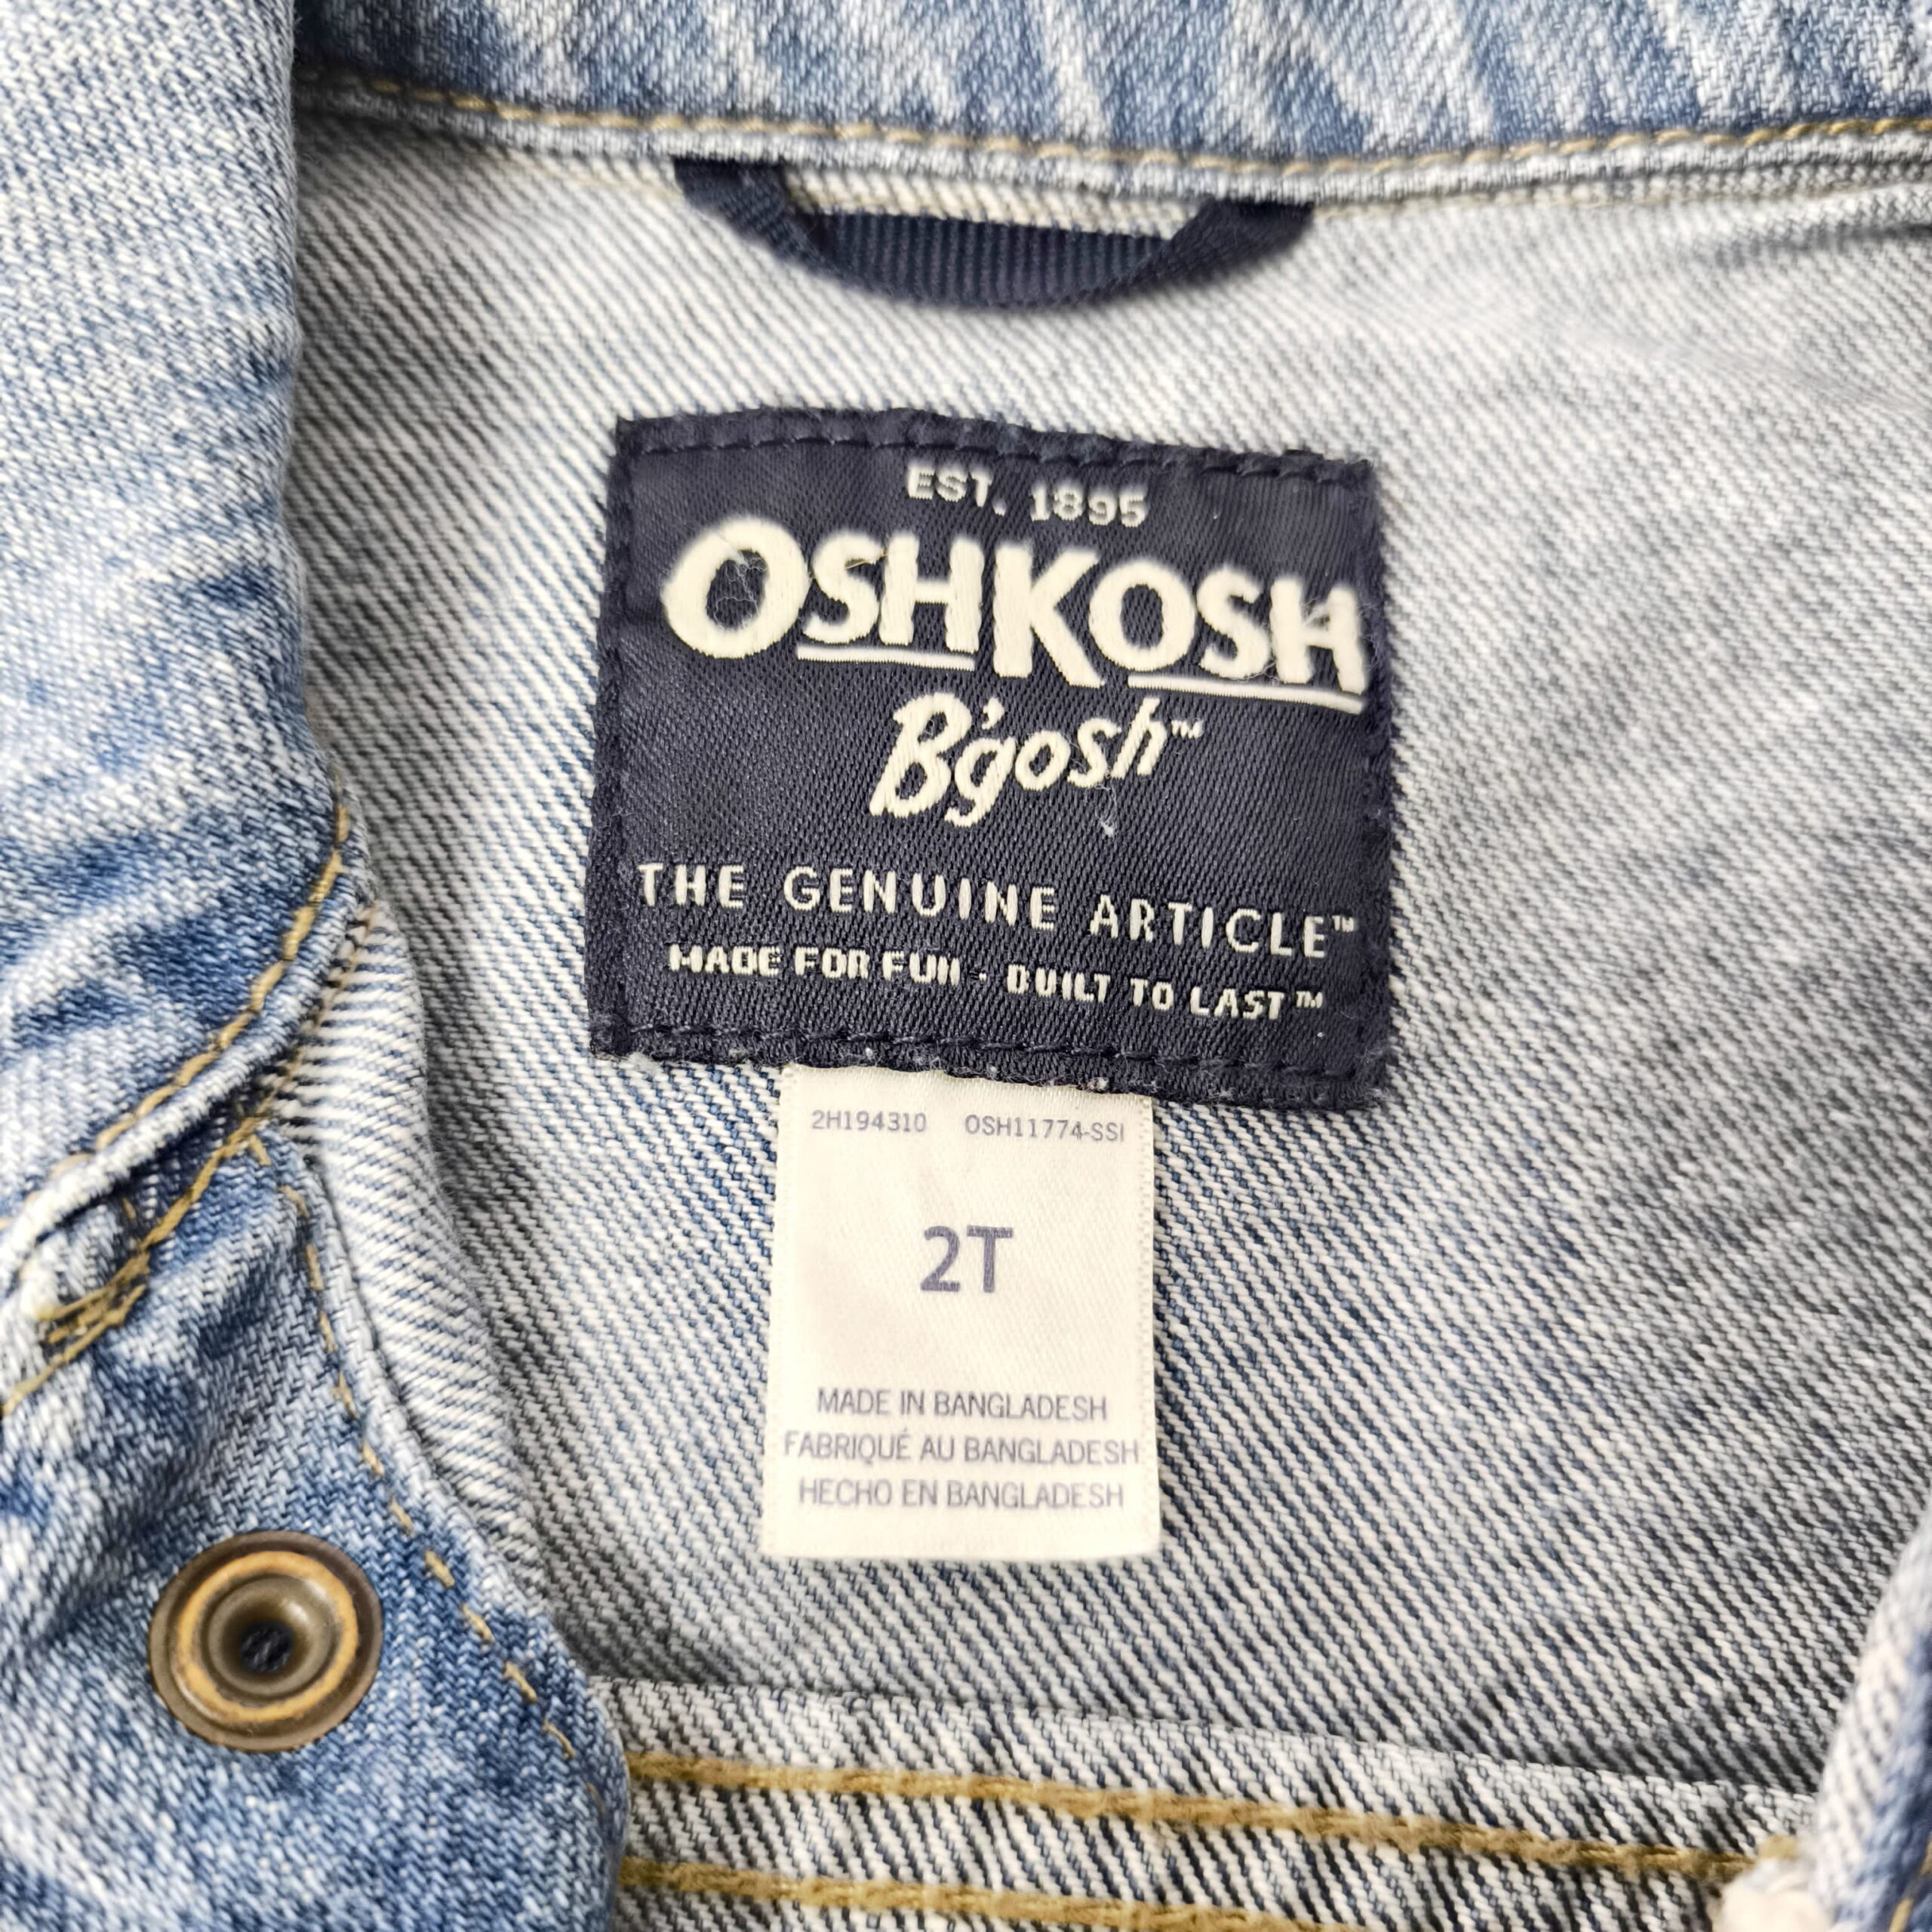 EST. 1895
OSHKOSH
B'gosh™
THE GENUINE ARTICLE™
MADE FOR FUN · BUILT TO LAST™
2H194310 OSH11774-SSI
2T
MADE IN BANGLADESH
FABRIQUÉ AU BANGLADESH
HECHO EN BANGLADESH